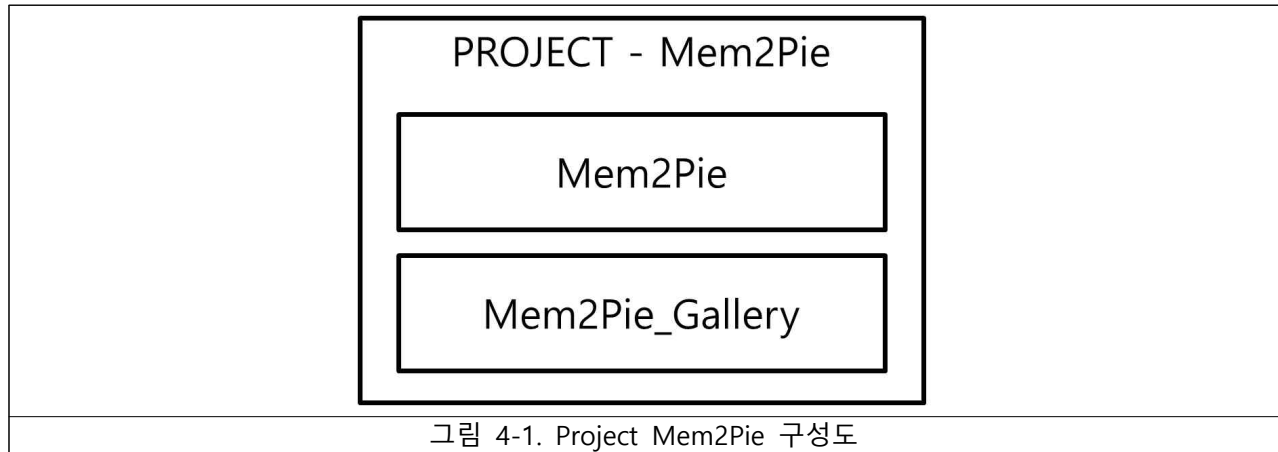 PROJECT - Mem2Pie
Mem2Pie
Mem2Pie_Gallery
그림 4-1. Project Mem2Pie 구성도